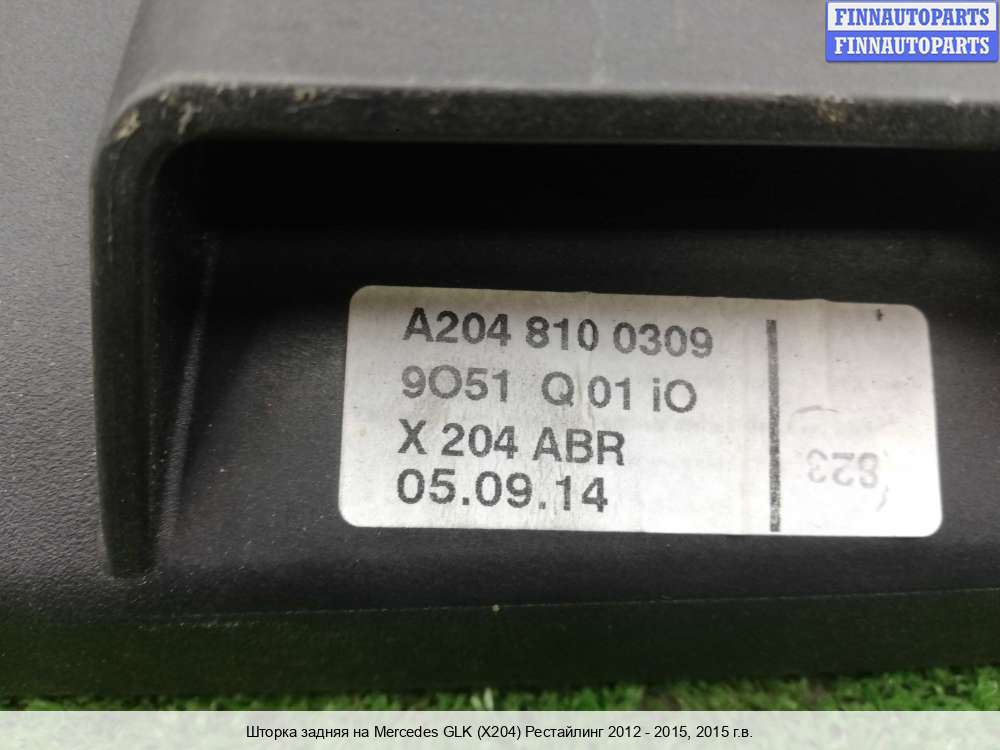 FINNAUTOPARTS
FINNAUTOPARTS
A204 810 0309
9O51 Q 01 iO
X 204 ABR
05.09.14
823
Шторка задняя на Mercedes GLK (X204) Рестайлинг 2012 - 2015, 2015 г.в.